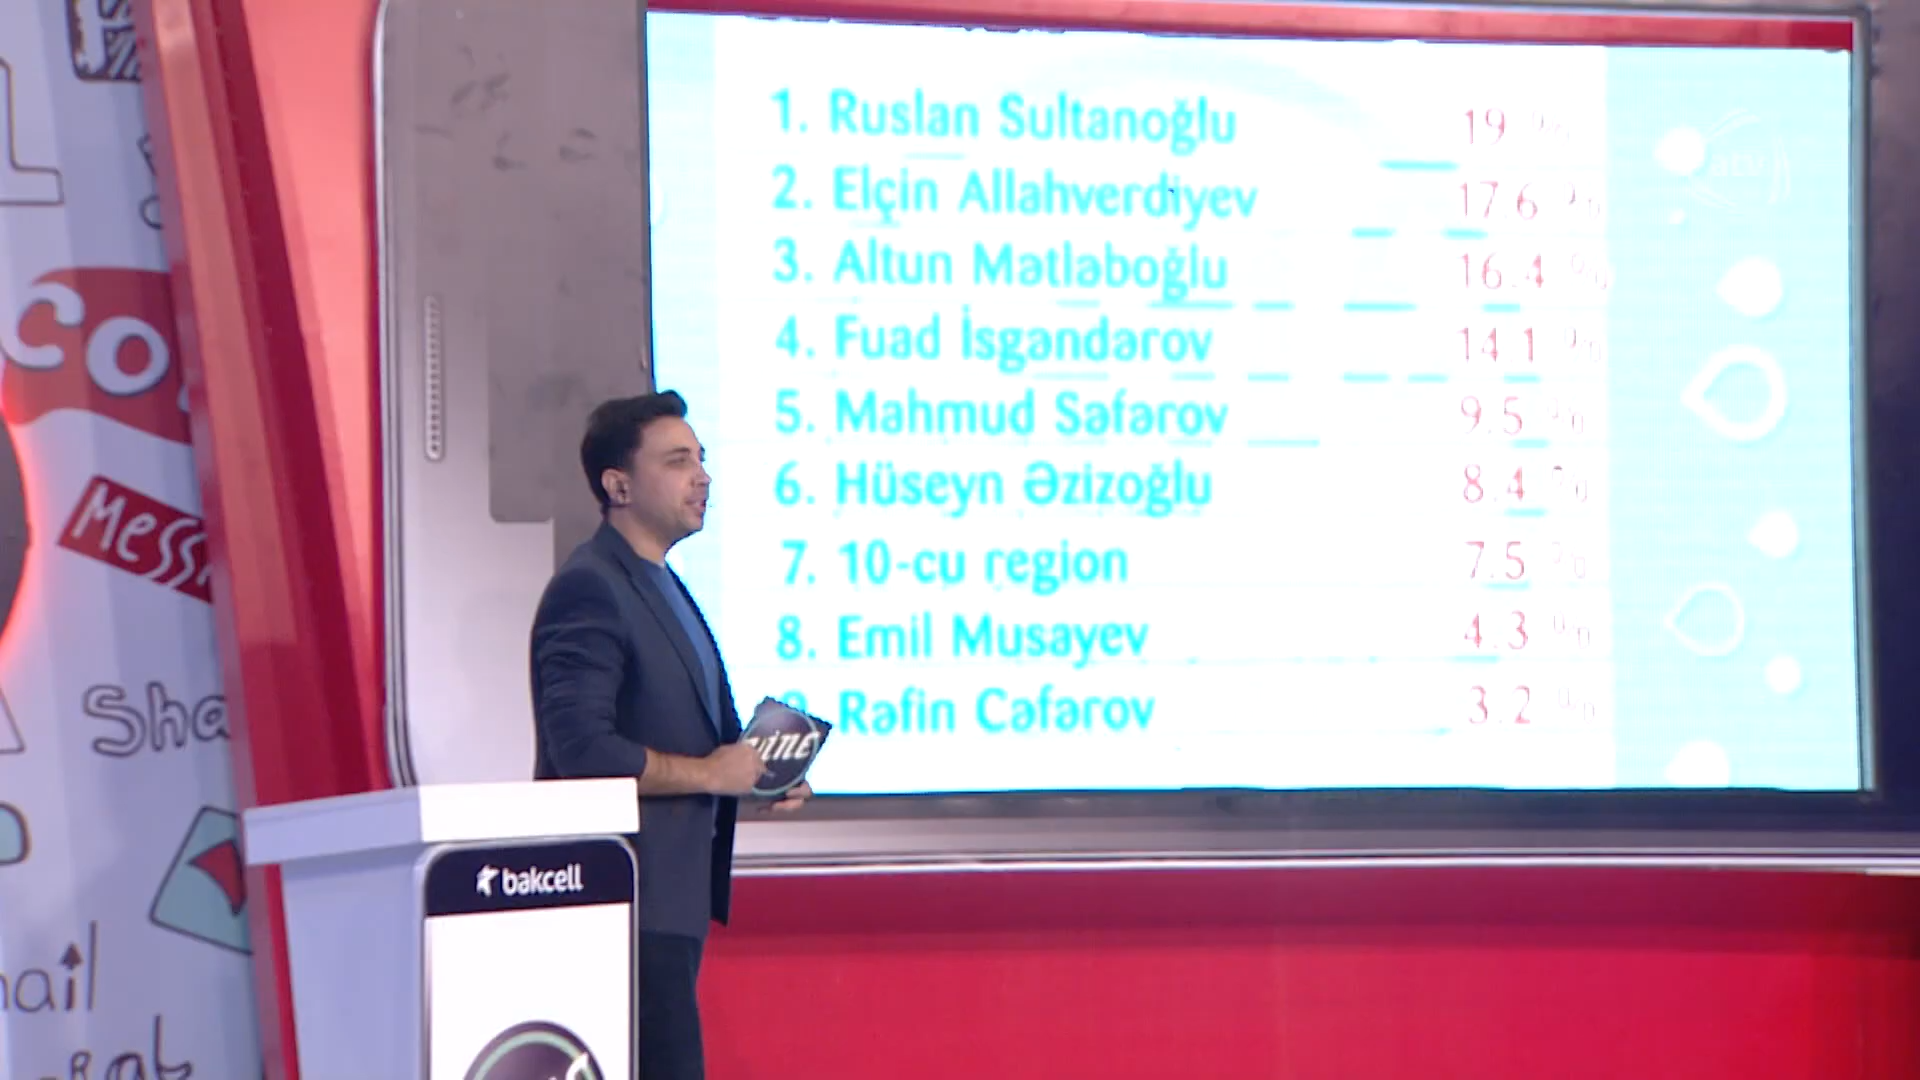 1. Ruslan Sultanoğlu 19 %
2. Elçin Allahverdiyev 17.6 %
3. Altun Mətləboğlu 16.4 %
4. Fuad İsgəndərov 14.1 %
5. Mahmud Səfərov 9.5 %
6. Hüseyn Əzizoğlu 8.4 %
7. 10-cu region 7.5 %
8. Emil Musayev 4.3 %
9. Rəfin Cəfərov 3.2 %
atv
Messa
Sha
bakcell